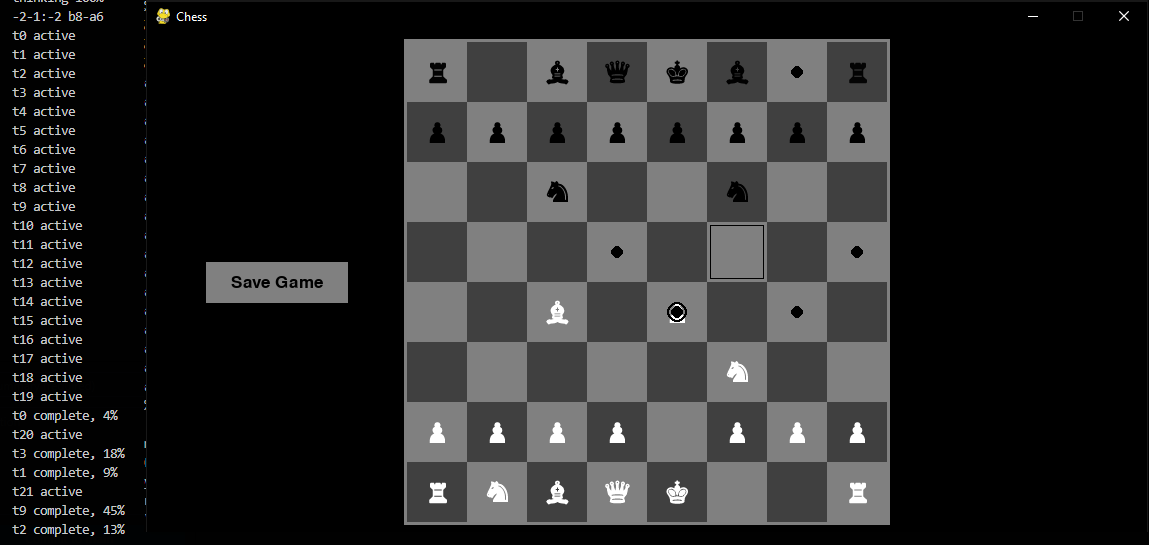 thinking 100%
-2-1:-2 b8-a6
t0 active
t1 active
t2 active
t3 active
t4 active
t5 active
t6 active
t7 active
t8 active
t9 active
t10 active
t11 active
t12 active
t13 active
t14 active
t15 active
t16 active
t17 active
t18 active
t19 active
t0 complete, 4%
t20 active
t3 complete, 18%
t1 complete, 9%
t21 active
t9 complete, 45%
t2 complete, 13%
Chess
Save Game